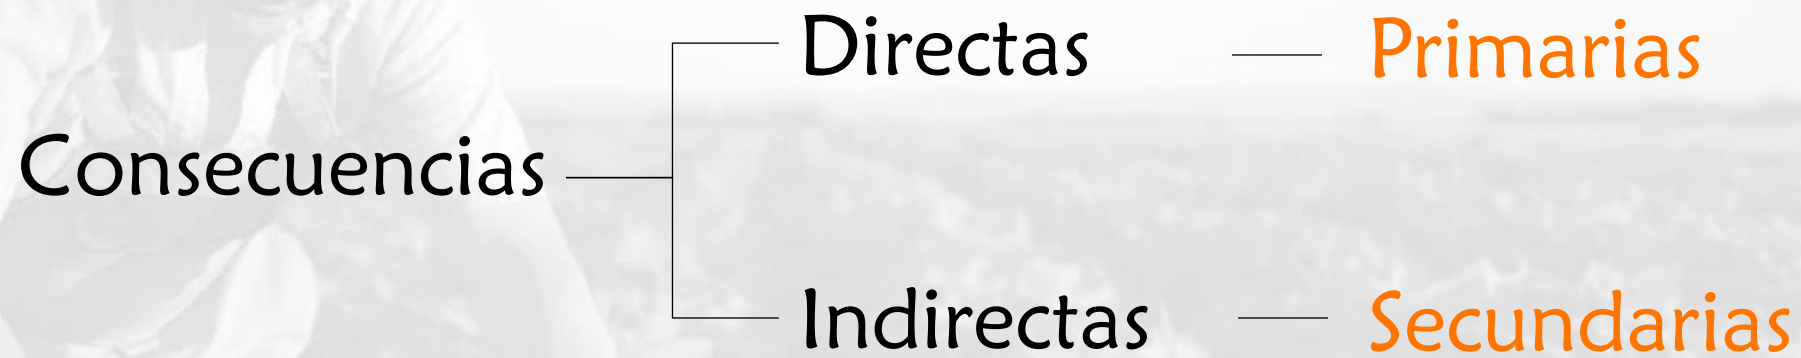 Directas
Primarias
Consecuencias
Indirectas
Secundarias